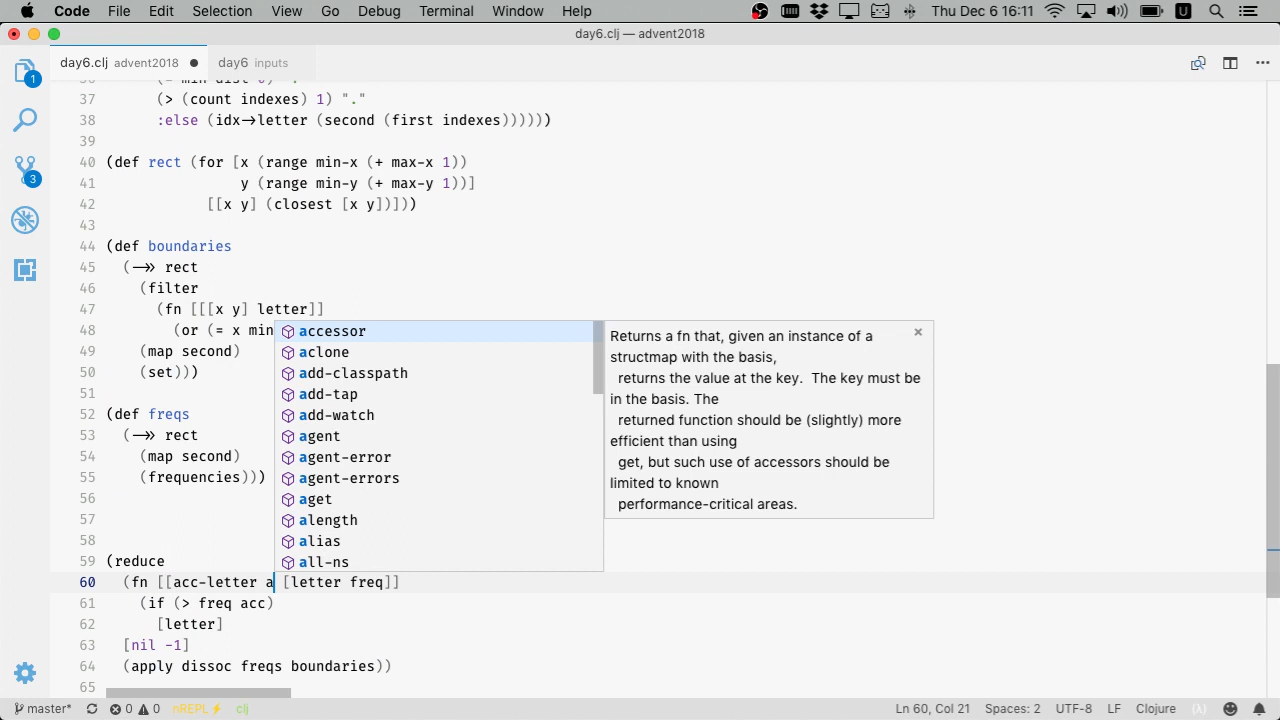 Code File Edit Selection View Go Debug Terminal Window Help Thu Dec 6 16:11 U
day6.clj — advent2018
day6.clj advent2018 ● day6 inputs
1
3
37 (> (count indexes) 1) "."
38 :else (idx->letter (second (first indexes))))))
39
40 (def rect (for [x (range min-x (+ max-x 1))
41 y (range min-y (+ max-y 1))]
42 [[x y] (closest [x y])]))
43
44 (def boundaries
45 (->> rect
46 (filter
47 (fn [[[x y] letter]]
48 (or (= x min
49 (map second)
50 (set)))
51
52 (def freqs
53 (->> rect
54 (map second)
55 (frequencies)))
56
57
58
59 (reduce
60 (fn [[acc-letter a [letter freq]]
61 (if (> freq acc)
62 [letter]
63 [nil -1]
64 (apply dissoc freqs boundaries))
65
accessor
aclone
add-classpath
add-tap
add-watch
agent
agent-error
agent-errors
aget
alength
alias
all-ns
Returns a fn that, given an instance of a
structmap with the basis,
returns the value at the key. The key must be
in the basis. The
returned function should be (slightly) more
efficient than using
get, but such use of accessors should be
limited to known
performance-critical areas.
master* 0 0 nREPL⚡ clj Ln 60, Col 21 Spaces: 2 UTF-8 LF Clojure (λ)